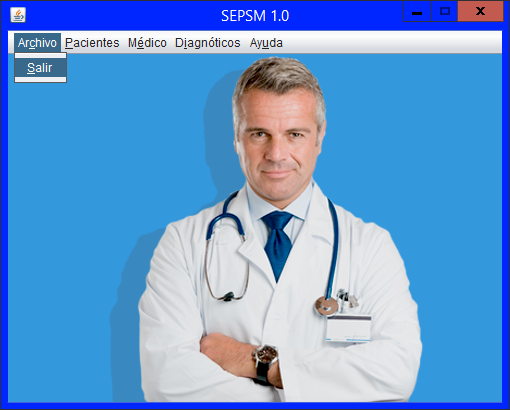 SEPSM 1.0
Archivo Pacientes Médico Diagnóticos Ayuda
Salir